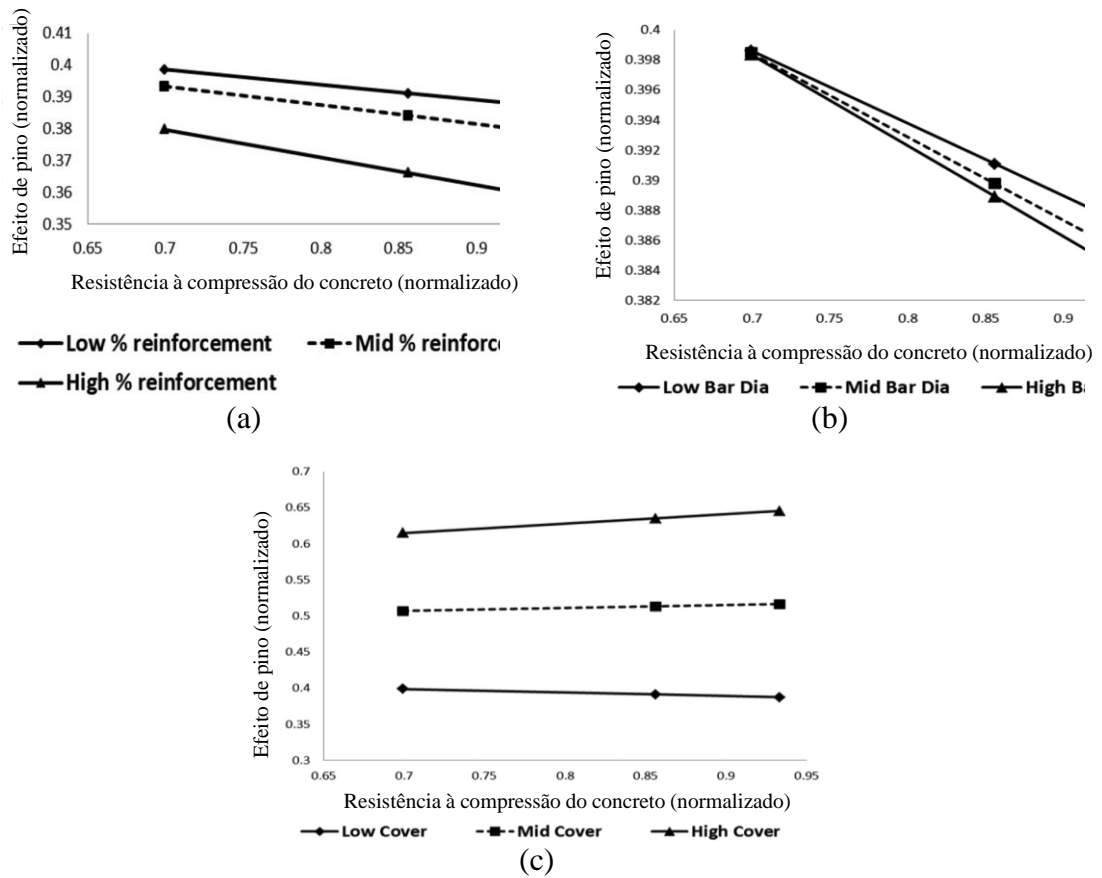 Efeito de pino (normalizado)
0.41
0.4
0.39
0.38
0.37
0.36
0.35
0.65 0.7 0.75 0.8 0.85 0.9
Resistência à compressão do concreto (normalizado)
Low % reinforcement Mid % reinforc
High % reinforcement
(a)
Efeito de pino (normalizado)
0.4
0.398
0.396
0.394
0.392
0.39
0.388
0.386
0.384
0.382
0.65 0.7 0.75 0.8 0.85 0.9
Resistência à compressão do concreto (normalizado)
Low Bar Dia Mid Bar Dia High Ba
(b)
Efeito de pino (normalizado)
0.7
0.65
0.6
0.55
0.5
0.45
0.4
0.35
0.3
0.65 0.7 0.75 0.8 0.85 0.9 0.95
Resistência à compressão do concreto (normalizado)
Low Cover Mid Cover High Cover
(c)